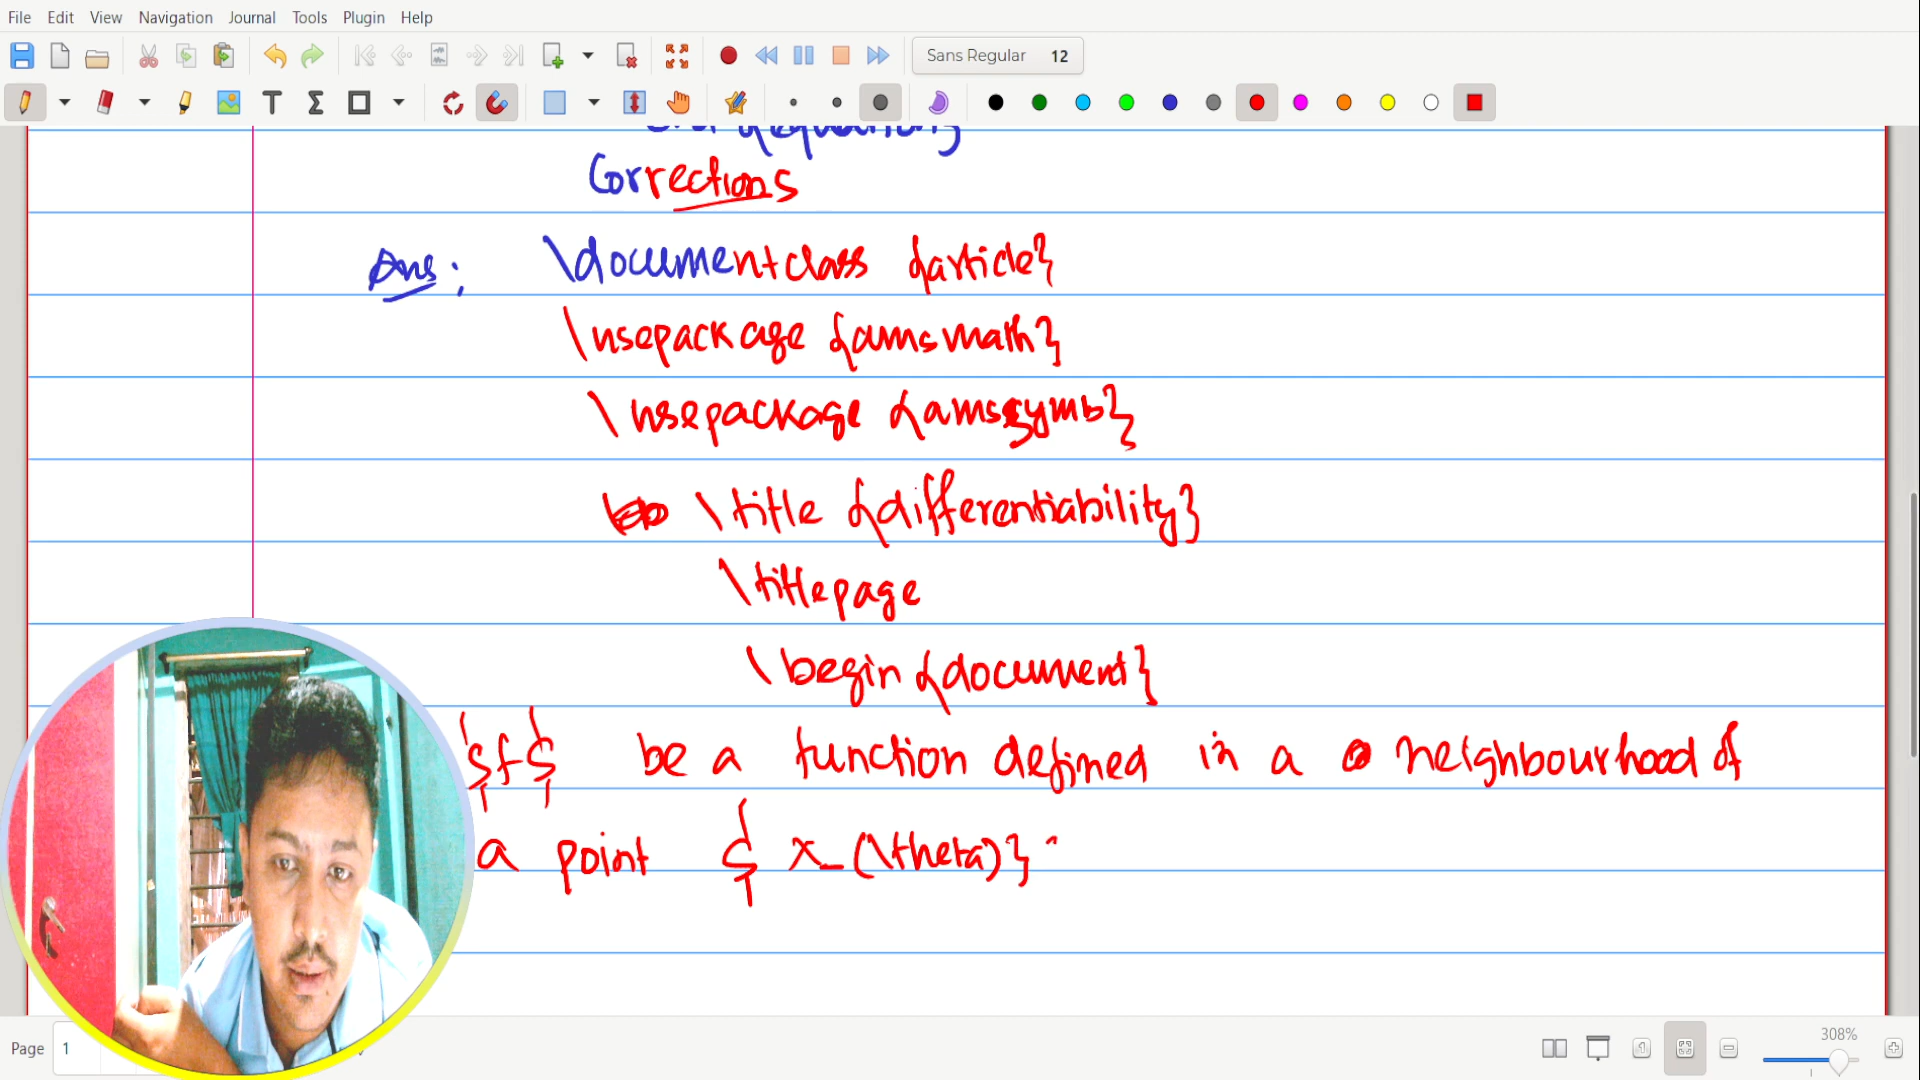 File Edit View Navigation Journal Tools Plugin Help
Sans Regular 12
Corrections
Ans: \documentclass {article}
\usepackage {amsmath}
\usepackage {amssymb}
\title {differentiability}
\titlepage
\begin {document}
$f$ be a function defined in a neighbourhood of
a point $ x_(\theta)}
Page 1
308%